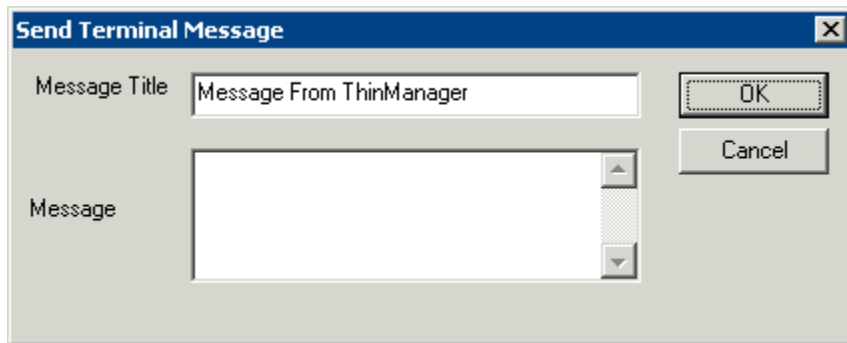 Send Terminal Message
Message Title
Message From ThinManager
OK
Cancel
Message